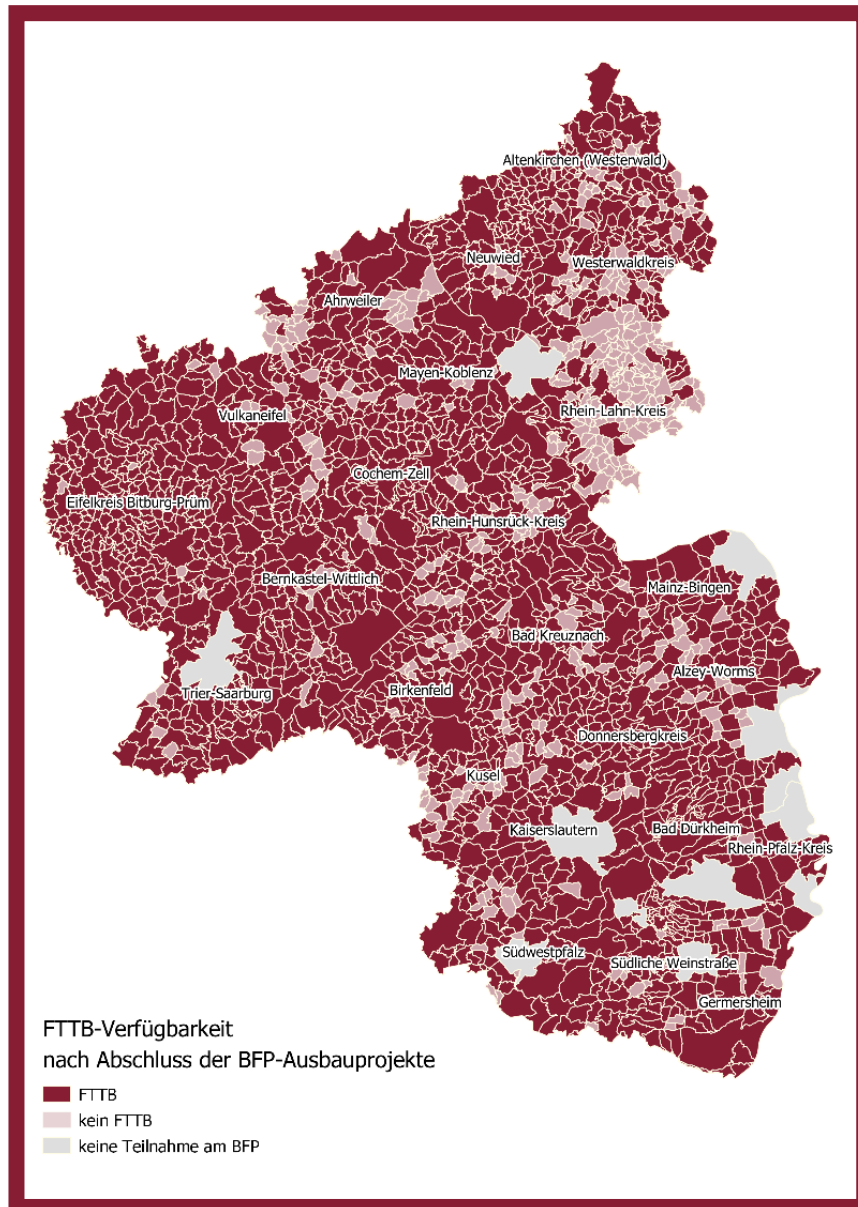 Altenkirchen (Westerwald)
Neuwied
Westerwaldkreis
Ahrweiler
Mayen-Koblenz
Rhein-Lahn-Kreis
Vulkaneifel
Cochem-Zell
Eifelkreis Bitburg-Prüm
Rhein-Hunsrück-Kreis
Bernkastel-Wittlich
Mainz-Bingen
Bad Kreuznach
Alzey-Worms
Trier-Saarburg
Birkenfeld
Donnersbergkreis
Kusel
Kaiserslautern
Bad Dürkheim
Rhein-Pfalz-Kreis
Südwestpfalz
Südliche Weinstraße
Germersheim
FTTB-Verfügbarkeit
nach Abschluss der BFP-Ausbauprojekte
FTTB
kein FTTB
keine Teilnahme am BFP